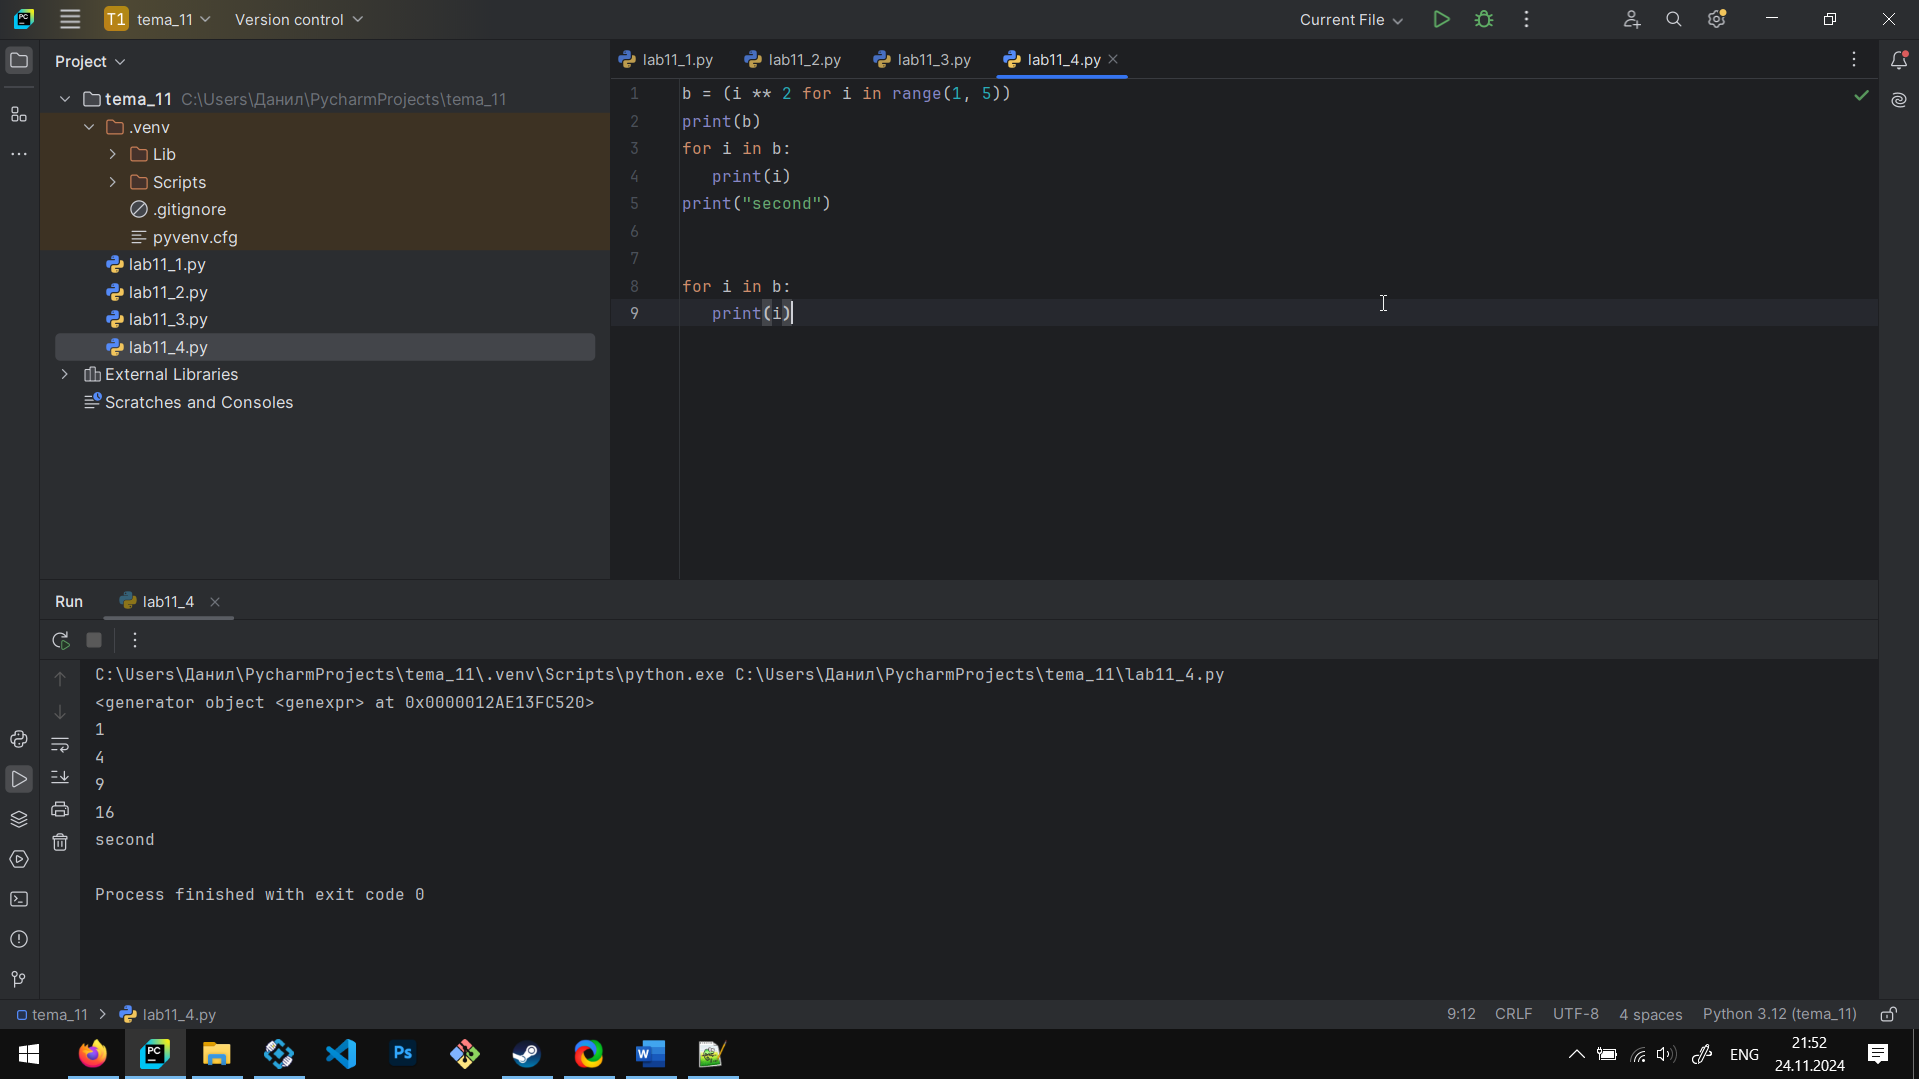 PC
T1 tema_11
Version control
Current File
Project
tema_11 C:\Users\Данил\PycharmProjects\tema_11
.venv
Lib
Scripts
.gitignore
pyvenv.cfg
lab11_1.py
lab11_2.py
lab11_3.py
lab11_4.py
External Libraries
Scratches and Consoles
lab11_1.py lab11_2.py lab11_3.py lab11_4.py
1 b = (i ** 2 for i in range(1, 5))
2 print(b)
3 for i in b:
4 print(i)
5 print("second")
6
7
8 for i in b:
9 print(i)
Run lab11_4
C:\Users\Данил\PycharmProjects\tema_11\.venv\Scripts\python.exe C:\Users\Данил\PycharmProjects\tema_11\lab11_4.py
<generator object <genexpr> at 0x0000012AE13FC520>
1
4
9
16
second
Process finished with exit code 0
tema_11 lab11_4.py
9:12 CRLF UTF-8 4 spaces Python 3.12 (tema_11)
PC Ps W
ENG
21:52
24.11.2024